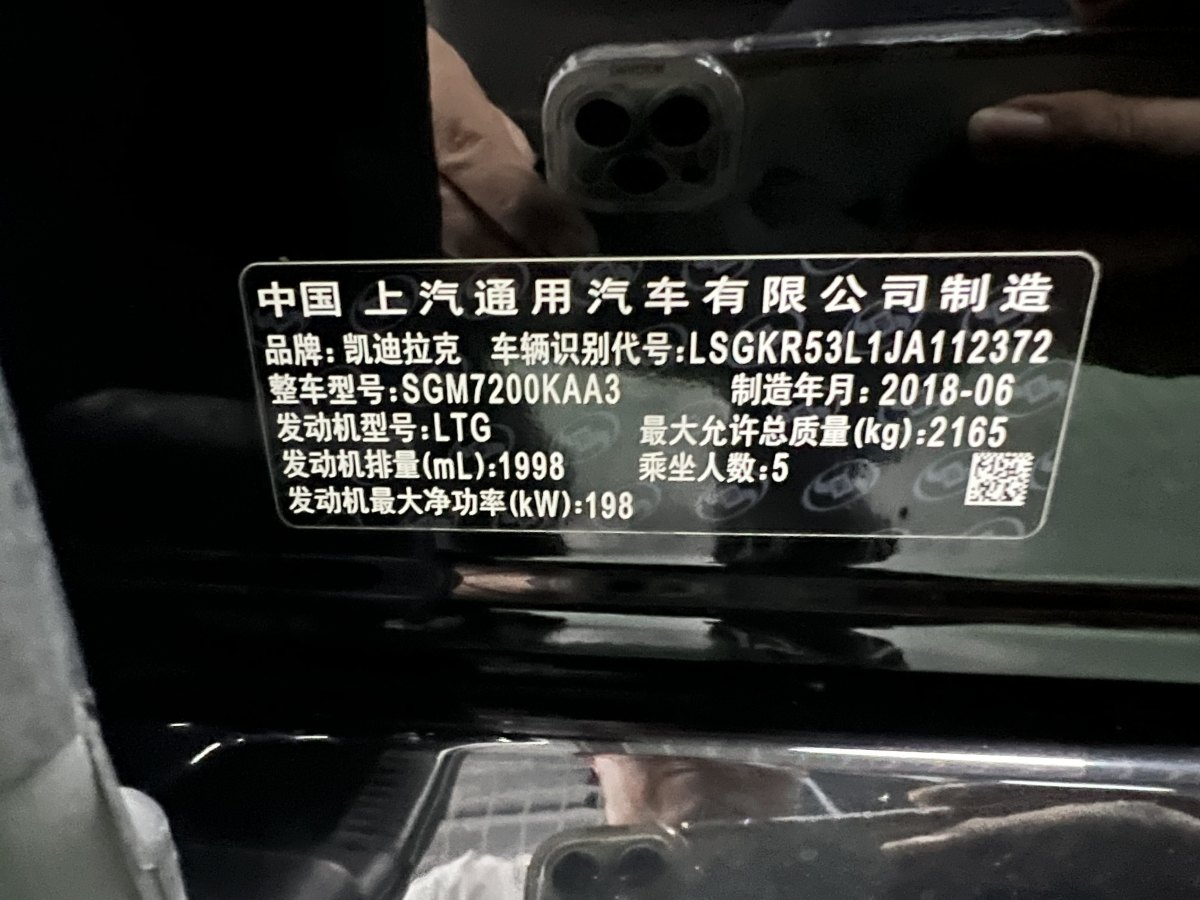 中国 上汽通用汽车有限公司制造
品牌: 凯迪拉克 车辆识别代号:LSGKR53L1JA112372
整车型号:SGM7200KAA3 制造年月: 2018-06
发动机型号:LTG 最大允许总质量(kg):2165
发动机排量(mL):1998 乘坐人数:5
发动机最大净功率(kW):198